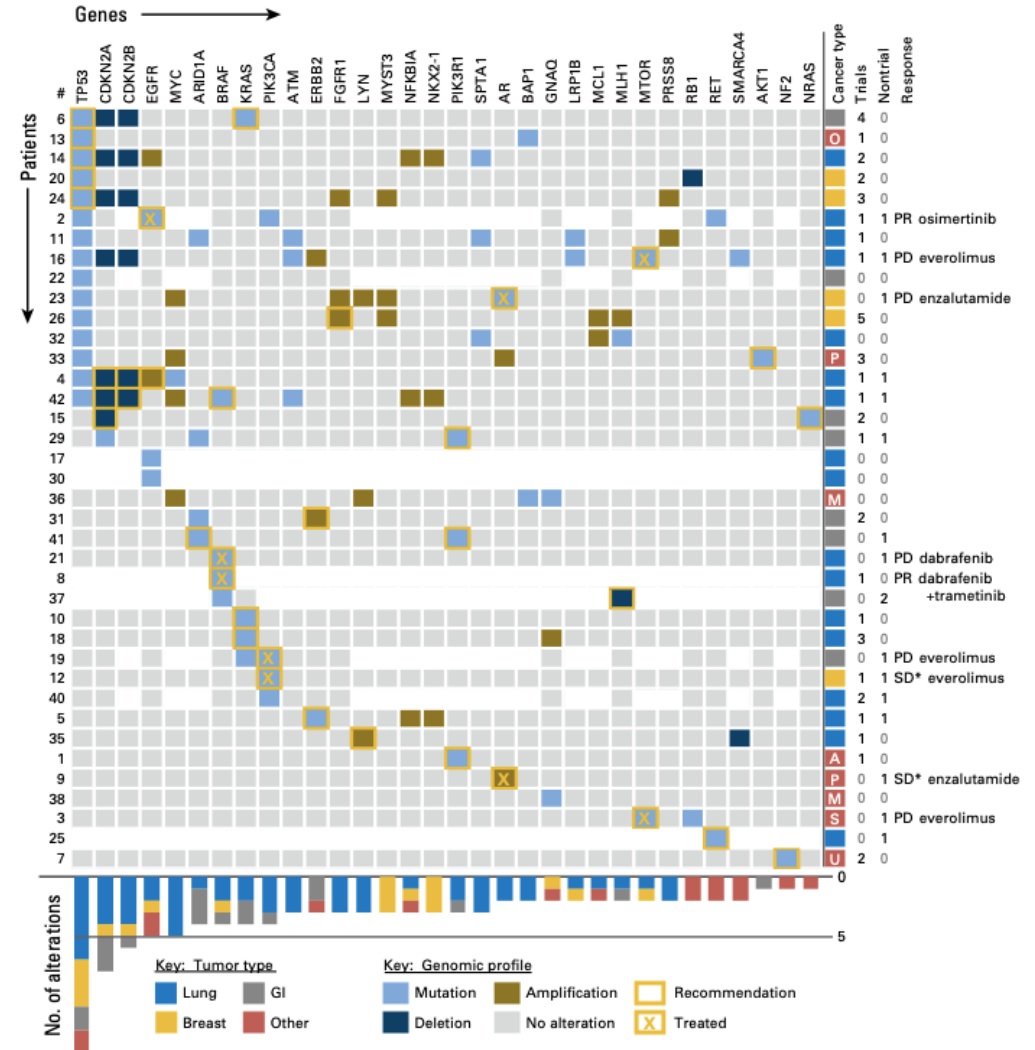 Genes
Patients
# TP53 CDKN2A CDKN2B EGFR MYC ARID1A BRAF KRAS PIK3CA ATM ERBB2 FGFR1 LYN MYST3 NFKBIA NKX2-1 PIK3R1 SPTA1 AR BAP1 GNAQ LRP1B MCL1 MLH1 MTOR PRSS8 RB1 RET SMARCA4 AKT1 NF2 NRAS Cancer type Trials Nontrial Response
6 4 0
13 O 1 0
14 2 0
20 2 0
24 3 0
2 X 1 1 PR osimertinib
11 1 0
16 X 1 1 PD everolimus
22 0 0
23 X 0 1 PD enzalutamide
26 5 0
32 0 0
33 P 3 0
4 1 1
42 1 1
15 2 0
29 1 1
17 0 0
30 0 0
36 M 0 0
31 2 0
41 0 1
21 X 0 1 PD dabrafenib
8 X 1 0 PR dabrafenib
37 0 2 +trametinib
10 1 0
18 3 0
19 X 0 1 PD everolimus
12 X 1 1 SD* everolimus
40 2 1
5 1 1
35 1 0
1 A 1 0
9 X P 0 1 SD* enzalutamide
38 M 0 0
3 X S 0 1 PD everolimus
25 0 1
7 U 2 0
0
5
No. of alterations
Key: Tumor type
Lung GI
Breast Other
Key: Genomic profile
Mutation Amplification Recommendation
Deletion No alteration X Treated